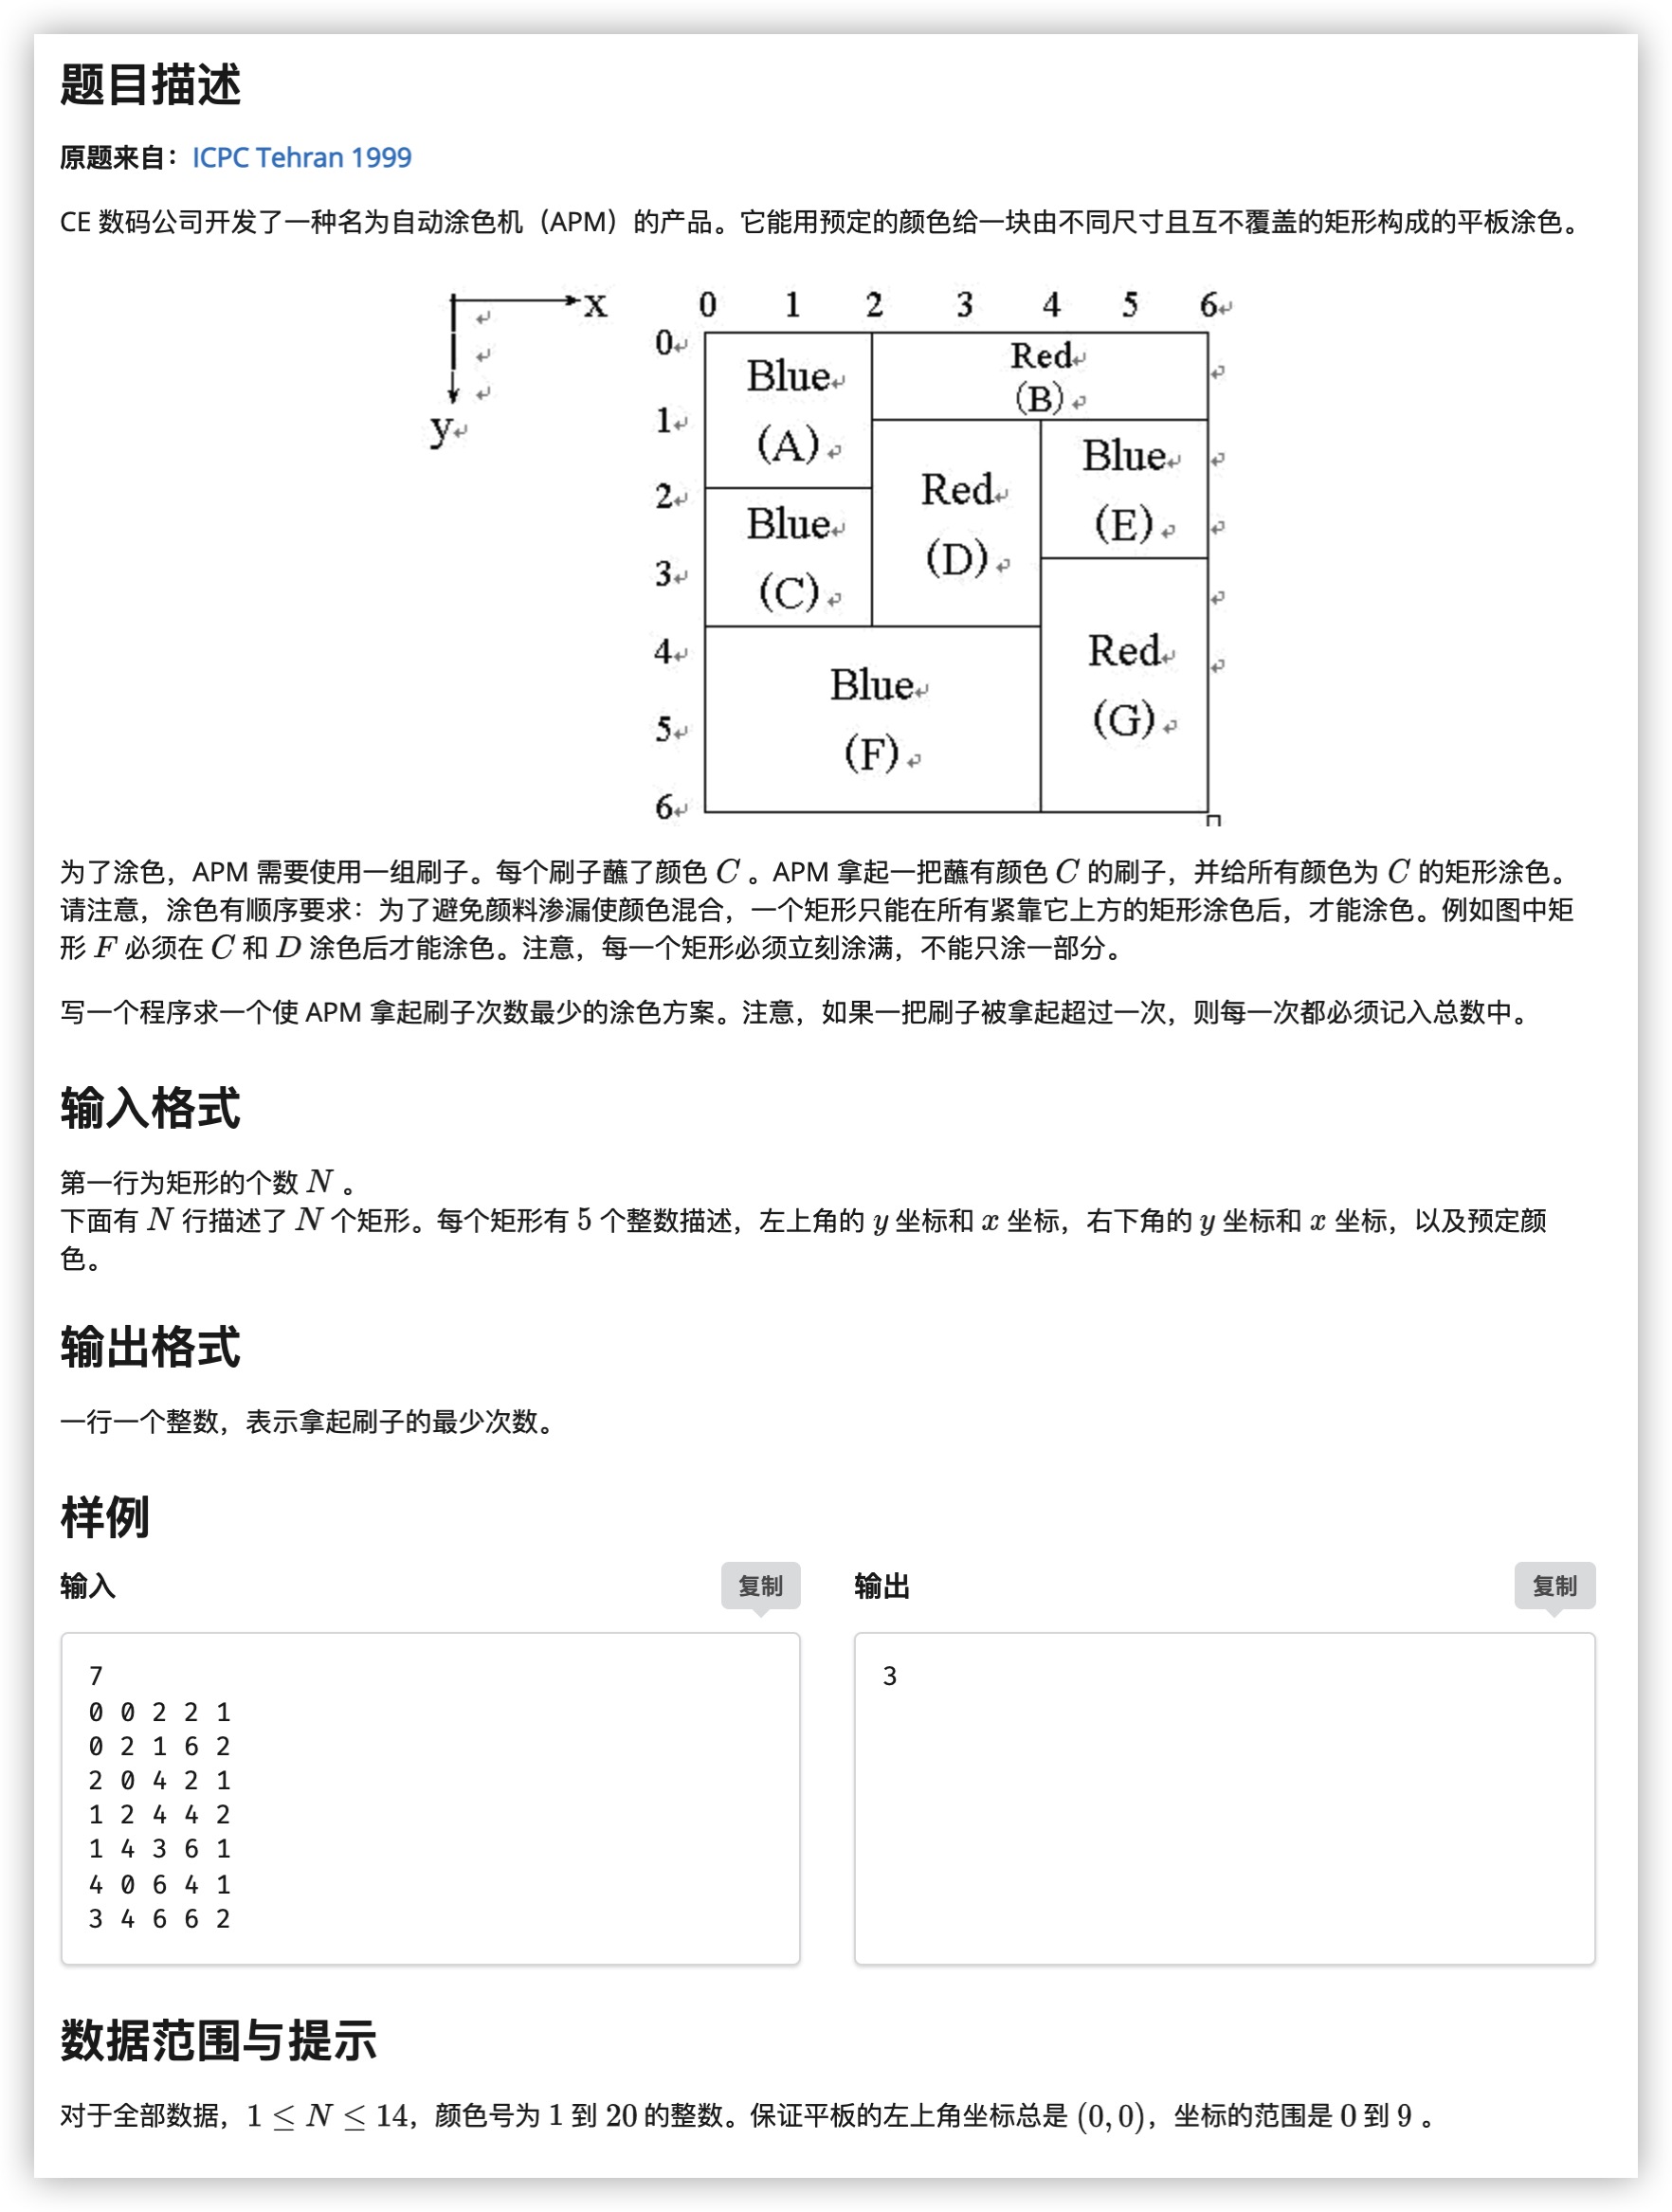 题目描述
原题来自：ICPC Tehran 1999
CE 数码公司开发了一种名为自动涂色机（APM）的产品。它能用预定的颜色给一块由不同尺寸且互不覆盖的矩形构成的平板涂色。
x 0 1 2 3 4 5 6
y
0
1
2
3
4
5
6
Blue
(A)
Red
(B)
Blue
(C)
Red
(D)
Blue
(E)
Blue
(F)
Red
(G)
为了涂色，APM 需要使用一组刷子。每个刷子蘸了颜色 C 。APM 拿起一把蘸有颜色 C 的刷子，并给所有颜色为 C 的矩形涂色。
请注意，涂色有顺序要求：为了避免颜料渗漏使颜色混合，一个矩形只能在所有紧靠它上方的矩形涂色后，才能涂色。例如图中矩
形 F 必须在 C 和 D 涂色后才能涂色。注意，每一个矩形必须立刻涂满，不能只涂一部分。
写一个程序求一个使 APM 拿起刷子次数最少的涂色方案。注意，如果一把刷子被拿起超过一次，则每一次都必须记入总数中。
输入格式
第一行为矩形的个数 N 。
下面有 N 行描述了 N 个矩形。每个矩形有 5 个整数描述，左上角的 y 坐标和 x 坐标，右下角的 y 坐标和 x 坐标，以及预定颜
色。
输出格式
一行一个整数，表示拿起刷子的最少次数。
样例
输入 复制
7
0 0 2 2 1
0 2 1 6 2
2 0 4 2 1
1 2 4 4 2
1 4 3 6 1
4 0 6 4 1
3 4 6 6 2
输出 复制
3
数据范围与提示
对于全部数据，1 ≤ N ≤ 14，颜色号为 1 到 20 的整数。保证平板的左上角坐标总是 (0, 0)，坐标的范围是 0 到 9 。